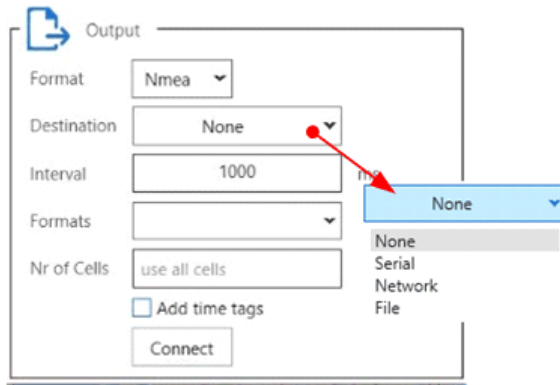 Output
Format Nmea
Destination None
Interval 1000 ms
None
Formats
None
Serial
Nr of Cells use all cells
Network
File
Add time tags
Connect